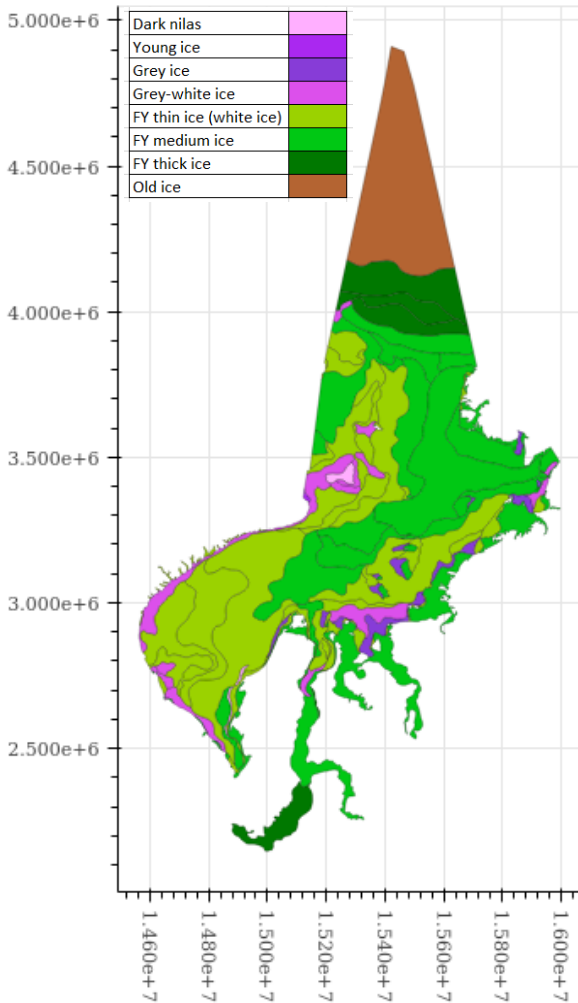 5.000e+6
Dark nilas
Young ice
Grey ice
Grey-white ice
FY thin ice (white ice)
FY medium ice
FY thick ice
Old ice
4.500e+6
4.000e+6
3.500e+6
3.000e+6
2.500e+6
1.460e+7
1.480e+7
1.500e+7
1.520e+7
1.540e+7
1.560e+7
1.580e+7
1.600e+7